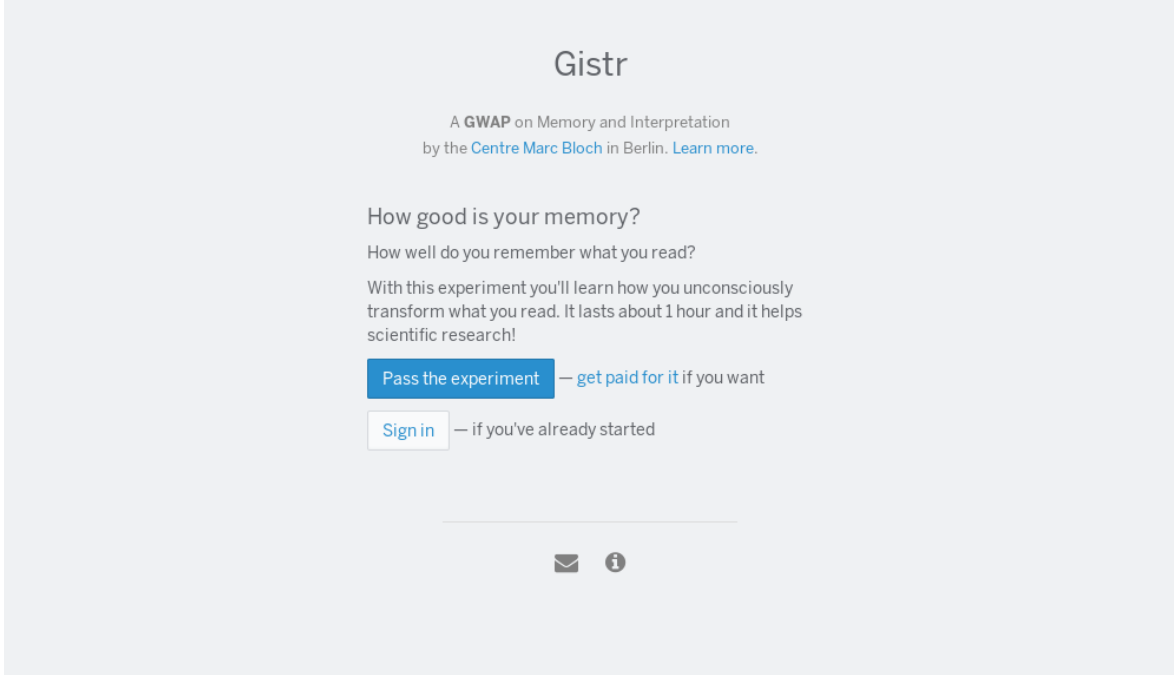 Gistr
A GWAP on Memory and Interpretation
by the Centre Marc Bloch in Berlin. Learn more.
How good is your memory?
How well do you remember what you read?
With this experiment you'll learn how you unconsciously
transform what you read. It lasts about 1 hour and it helps
scientific research!
Pass the experiment — get paid for it if you want
Sign in — if you've already started